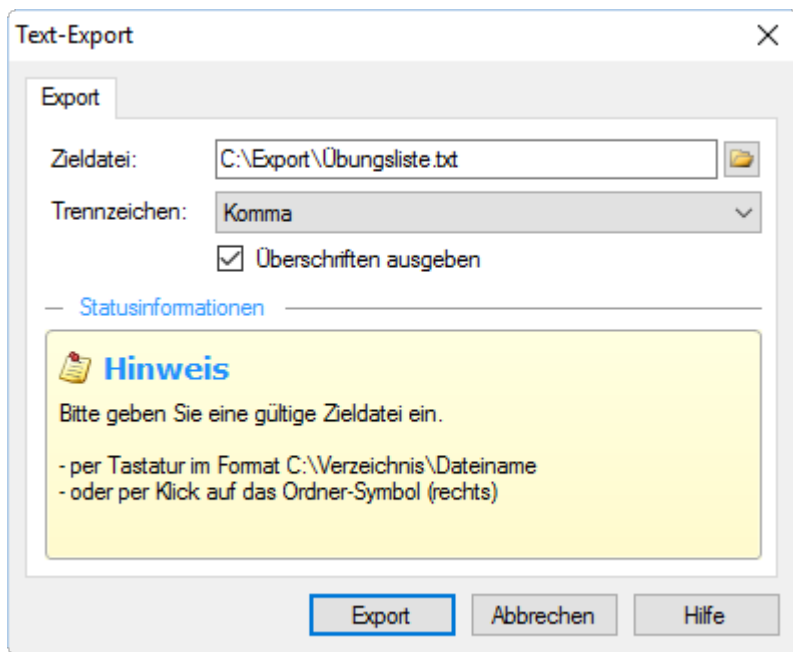 Text-Export
Export
Zieldatei: C:\Export\Übungsliste.txt
Trennzeichen: Komma
Überschriften ausgeben
Statusinformationen
Hinweis
Bitte geben Sie eine gültige Zieldatei ein.
- per Tastatur im Format C:\Verzeichnis\Dateiname
- oder per Klick auf das Ordner-Symbol (rechts)
Export Abbrechen Hilfe